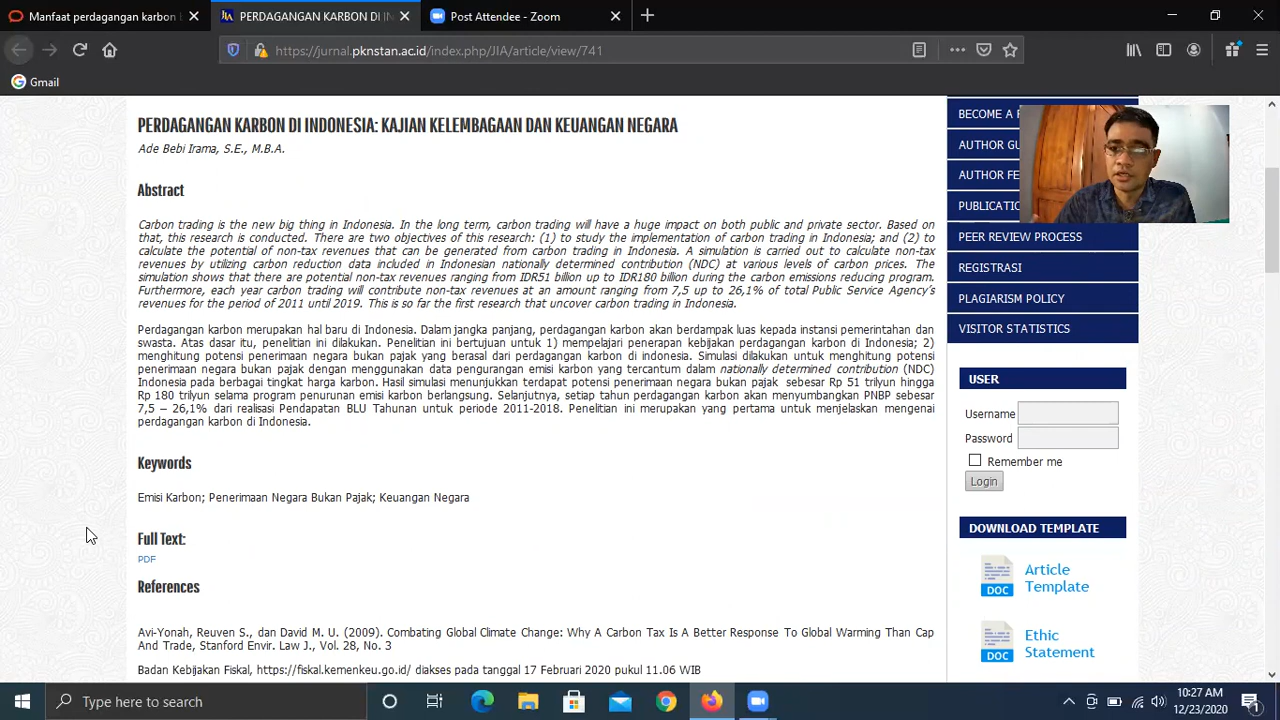 Manfaat perdagangan karbon
PERDAGANGAN KARBON DI IN
Post Attendee - Zoom
https://jurnal.pknstan.ac.id/index.php/JIA/article/view/741
Gmail
PERDAGANGAN KARBON DI INDONESIA: KAJIAN KELEMBAGAAN DAN KEUANGAN NEGARA
Ade Bebi Irama, S.E., M.B.A.
Abstract
Carbon trading is the new big thing in Indonesia. In the long term, carbon trading will have a huge impact on both public and private sector. Based on
that, this research is conducted. There are two objectives of this research: (1) to study the implementation of carbon trading in Indonesia; and (2) to
calculate the potential of non-tax revenues that can be generated from carbon trading in Indonesia. A simulation is carried out to calculate non-tax
revenues by utilizing carbon reduction data included in Indonesian nationally determined contribution (NDC) at various levels of carbon prices. The
simulation shows that there are potential non-tax revenues ranging from IDR51 billion up to IDR180 billion during the carbon emissions reducing program.
Furthermore, each year carbon trading will contribute non-tax revenues at an amount ranging from 7,5 up to 26,1% of total Public Service Agency's
revenues for the period of 2011 until 2019. This is so far the first research that uncover carbon trading in Indonesia.
Perdagangan karbon merupakan hal baru di Indonesia. Dalam jangka panjang, perdagangan karbon akan berdampak luas kepada instansi pemerintahan dan
swasta. Atas dasar itu, penelitian ini dilakukan. Penelitian ini bertujuan untuk 1) mempelajari penerapan kebijakan perdagangan karbon di Indonesia; 2)
menghitung potensi penerimaan negara bukan pajak yang berasal dari perdagangan karbon di indonesia. Simulasi dilakukan untuk menghitung potensi
penerimaan negara bukan pajak dengan menggunakan data pengurangan emisi karbon yang tercantum dalam nationally determined contribution (NDC)
Indonesia pada berbagai tingkat harga karbon. Hasil simulasi menunjukkan terdapat potensi penerimaan negara bukan pajak sebesar Rp 51 trilyun hingga
Rp 180 trilyun selama program penurunan emisi karbon berlangsung. Selanjutnya, setiap tahun perdagangan karbon akan menyumbangkan PNBP sebesar
7,5 – 26,1% dari realisasi Pendapatan BLU Tahunan untuk periode 2011-2018. Penelitian ini merupakan yang pertama untuk menjelaskan mengenai
perdagangan karbon di Indonesia.
Keywords
Emisi Karbon; Penerimaan Negara Bukan Pajak; Keuangan Negara
Full Text:
PDF
References
Avi-Yonah, Reuven S., dan David M. U. (2009). Combating Global Climate Change: Why A Carbon Tax Is A Better Response To Global Warming Than Cap
And Trade, Stanford Envir. Law J., Vol. 28, No. 3
Badan Kebijakan Fiskal, https://fiskal.kemenkeu.go.id/ diakses pada tanggal 17 Februari 2020 pukul 11.06 WIB
BECOME A
AUTHOR GU
AUTHOR FE
PUBLICATIO
PEER REVIEW PROCESS
REGISTRASI
PLAGIARISM POLICY
VISITOR STATISTICS
USER
Username
Password
Remember me
Login
DOWNLOAD TEMPLATE
DOC
Article
Template
DOC
Ethic
Statement
Type here to search
10:27 AM
12/23/2020
1